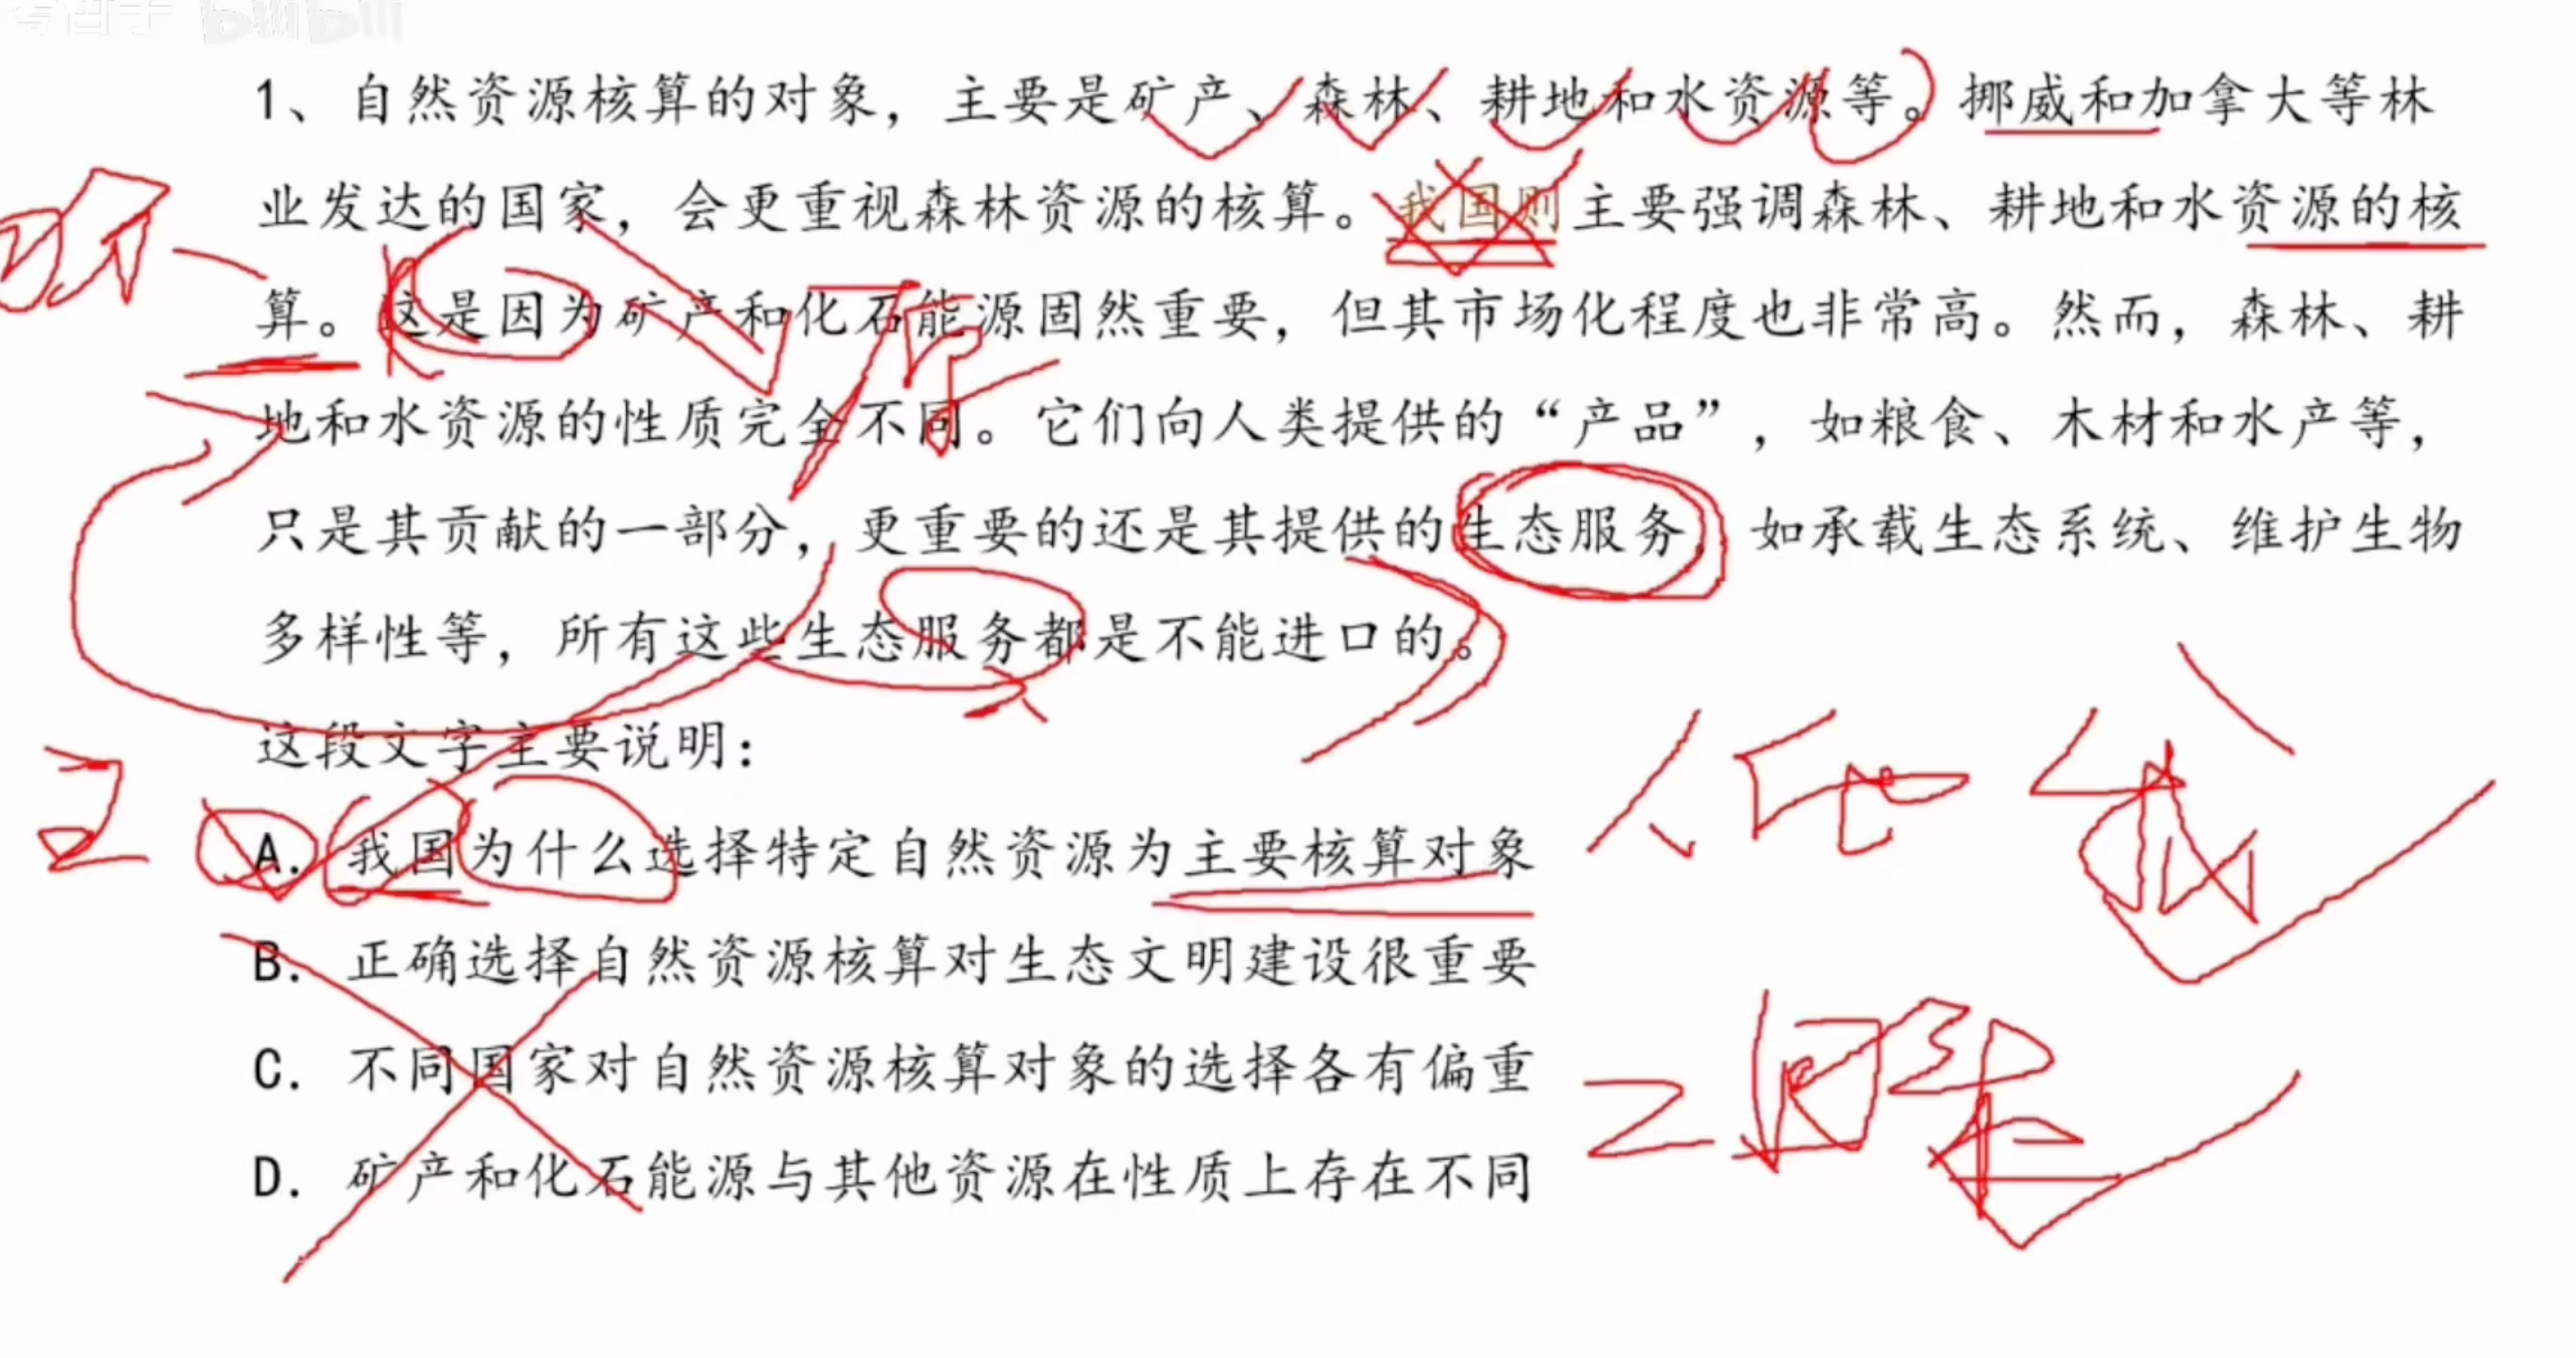 bilibili
1、自然资源核算的对象，主要是矿产、森林、耕地和水资源等。挪威和加拿大等林
业发达的国家，会更重视森林资源的核算。我国则主要强调森林、耕地和水资源的核
算。这是因为矿产和化石能源固然重要，但其市场化程度也非常高。然而，森林、耕
地和水资源的性质完全不同。它们向人类提供的“产品”，如粮食、木材和水产等，
只是其贡献的一部分，更重要的还是其提供的生态服务，如承载生态系统、维护生物
多样性等，所有这些生态服务都是不能进口的。
这段文字主要说明：
A. 我国为什么选择特定自然资源为主要核算对象
B. 正确选择自然资源核算对生态文明建设很重要
C. 不同国家对自然资源核算对象的选择各有偏重
D. 矿产和化石能源与其他资源在性质上存在不同